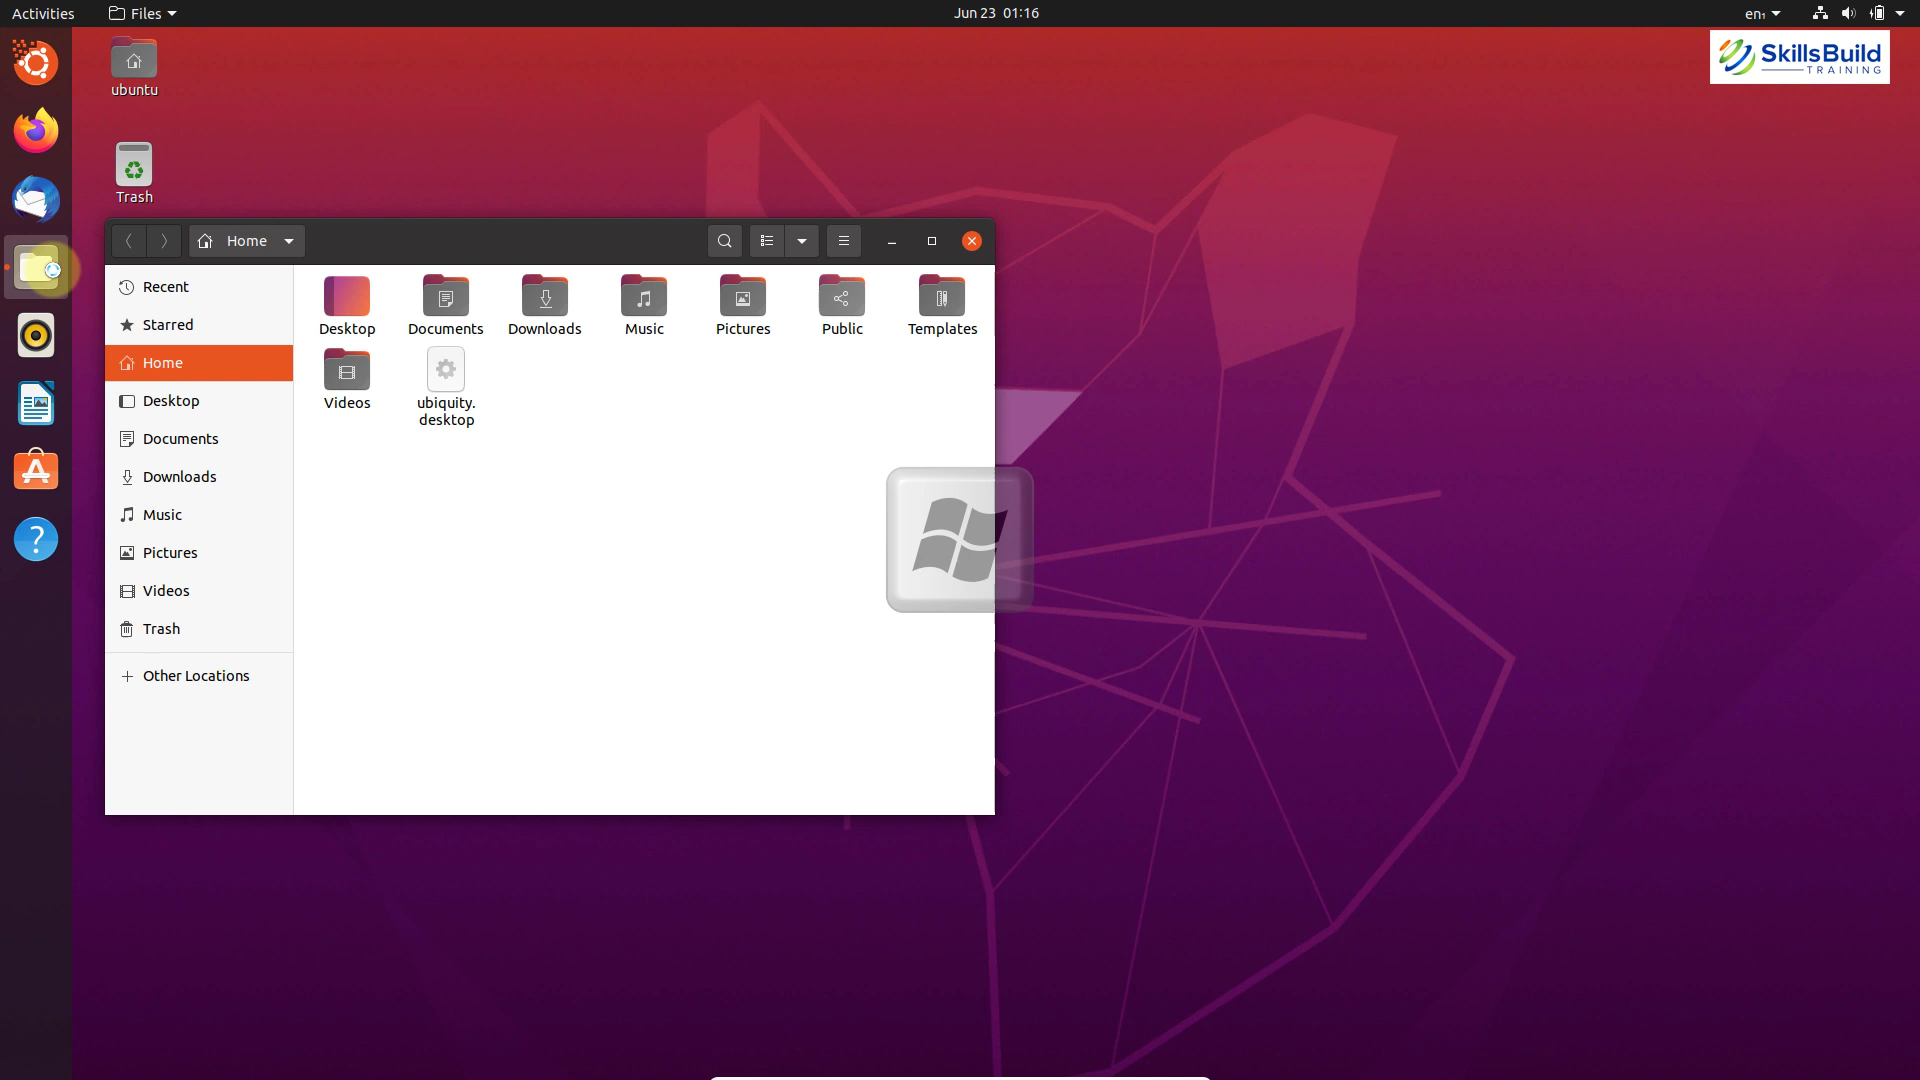 Activities
Files
Jun 23 01:16
en₁
SkillsBuild
TRAINING
ubuntu
Trash
Home
Recent
Starred
Home
Desktop
Documents
Downloads
Music
Pictures
Videos
Trash
Other Locations
Desktop
Documents
Downloads
Music
Pictures
Public
Templates
Videos
ubiquity.
desktop